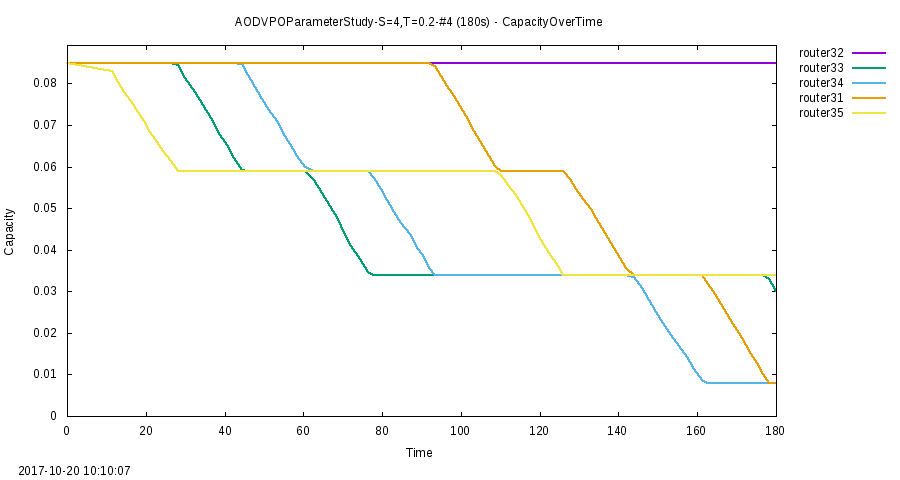 AODVPOParameterStudy-S=4,T=0.2-#4 (180s) - CapacityOverTime
router32
router33
router34
router31
router35
0.08
0.07
0.06
0.05
0.04
0.03
0.02
0.01
0
Capacity
0 20 40 60 80 100 120 140 160 180
Time
2017-10-20 10:10:07